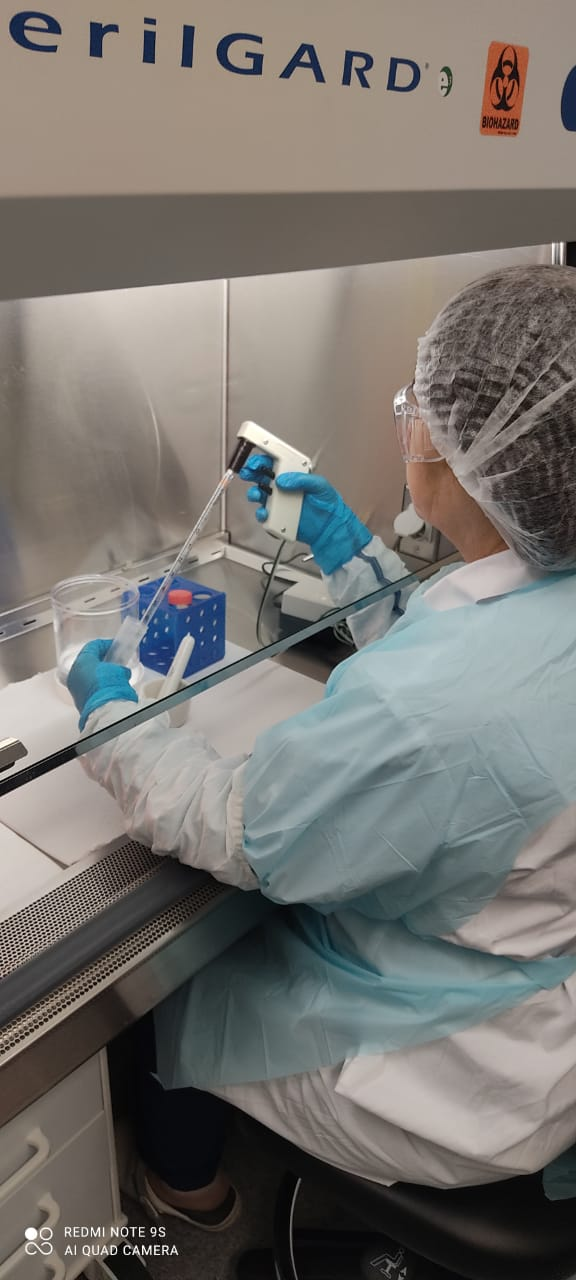 erilGARD
BIOHAZARD
REDMI NOTE 9S
AI QUAD CAMERA